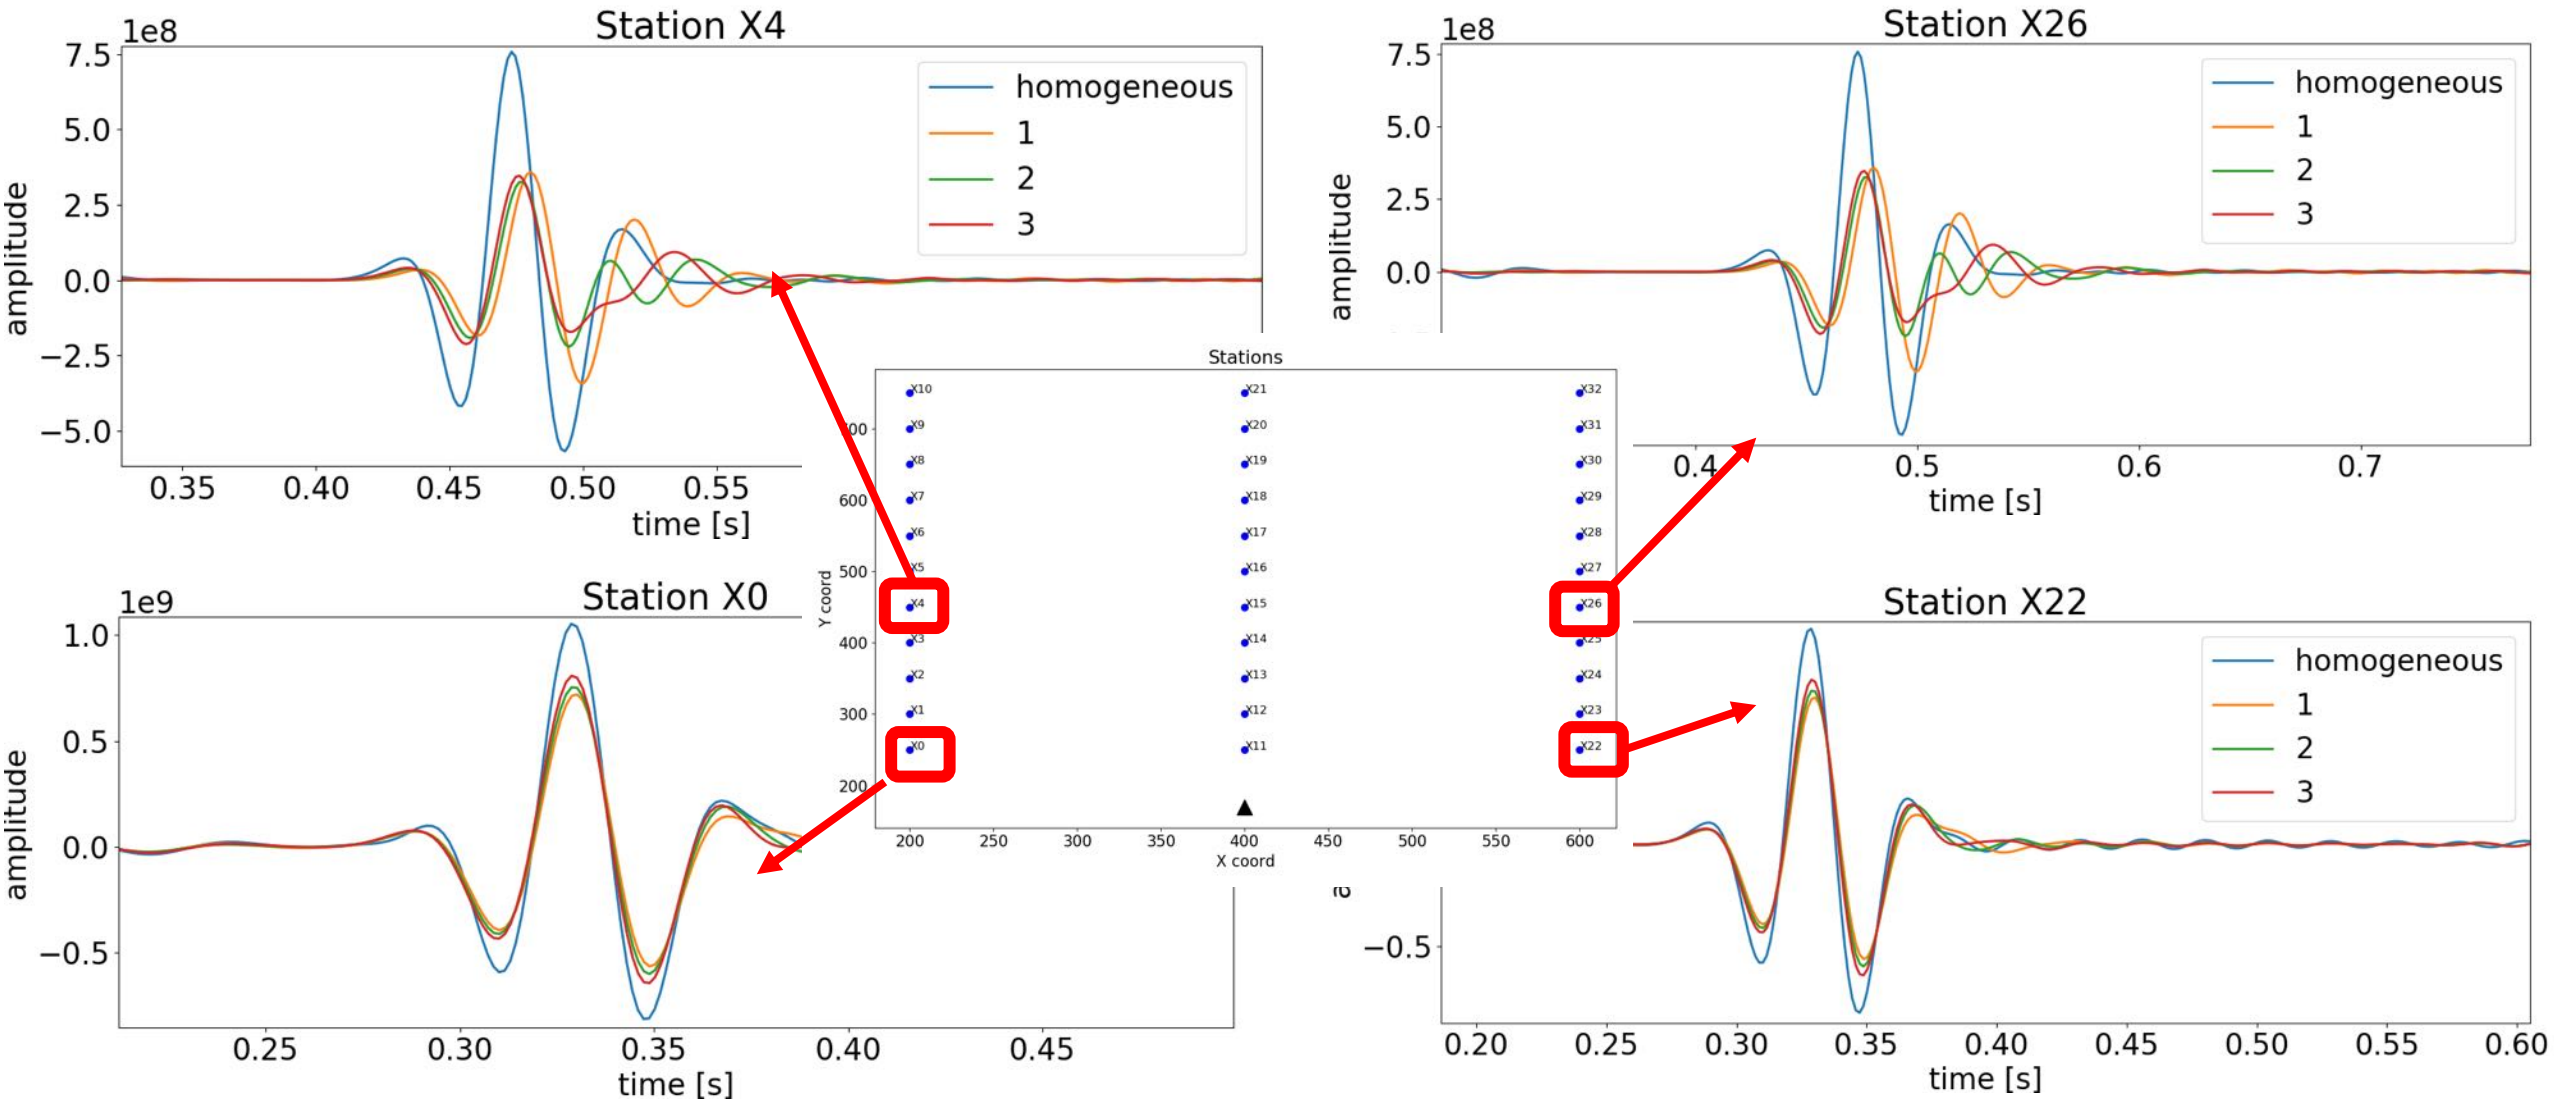 Station X4
1e8
7.5
5.0
2.5
0.0
−2.5
−5.0
amplitude
0.35 0.40 0.45 0.50 0.55
time [s]
homogeneous
1
2
3
Station X26
1e8
7.5
5.0
2.5
0.0
amplitude
0.4 0.5 0.6 0.7
time [s]
homogeneous
1
2
3
Stations
X10 X21 X32
X9 X20 X31
X8 X19 X30
X7 X18 X29
X6 X17 X28
X5 X16 X27
X4 X15 X26
X3 X14 X25
X2 X13 X24
X1 X12 X23
X0 X11 X22
600
500
400
300
200
Y coord
200 250 300 350 400 450 500 550 600
X coord
Station X0
1e9
1.0
0.5
0.0
−0.5
amplitude
0.25 0.30 0.35 0.40 0.45
time [s]
Station X22
−0.5
0.20 0.25 0.30 0.35 0.40 0.45 0.50 0.55 0.60
time [s]
homogeneous
1
2
3